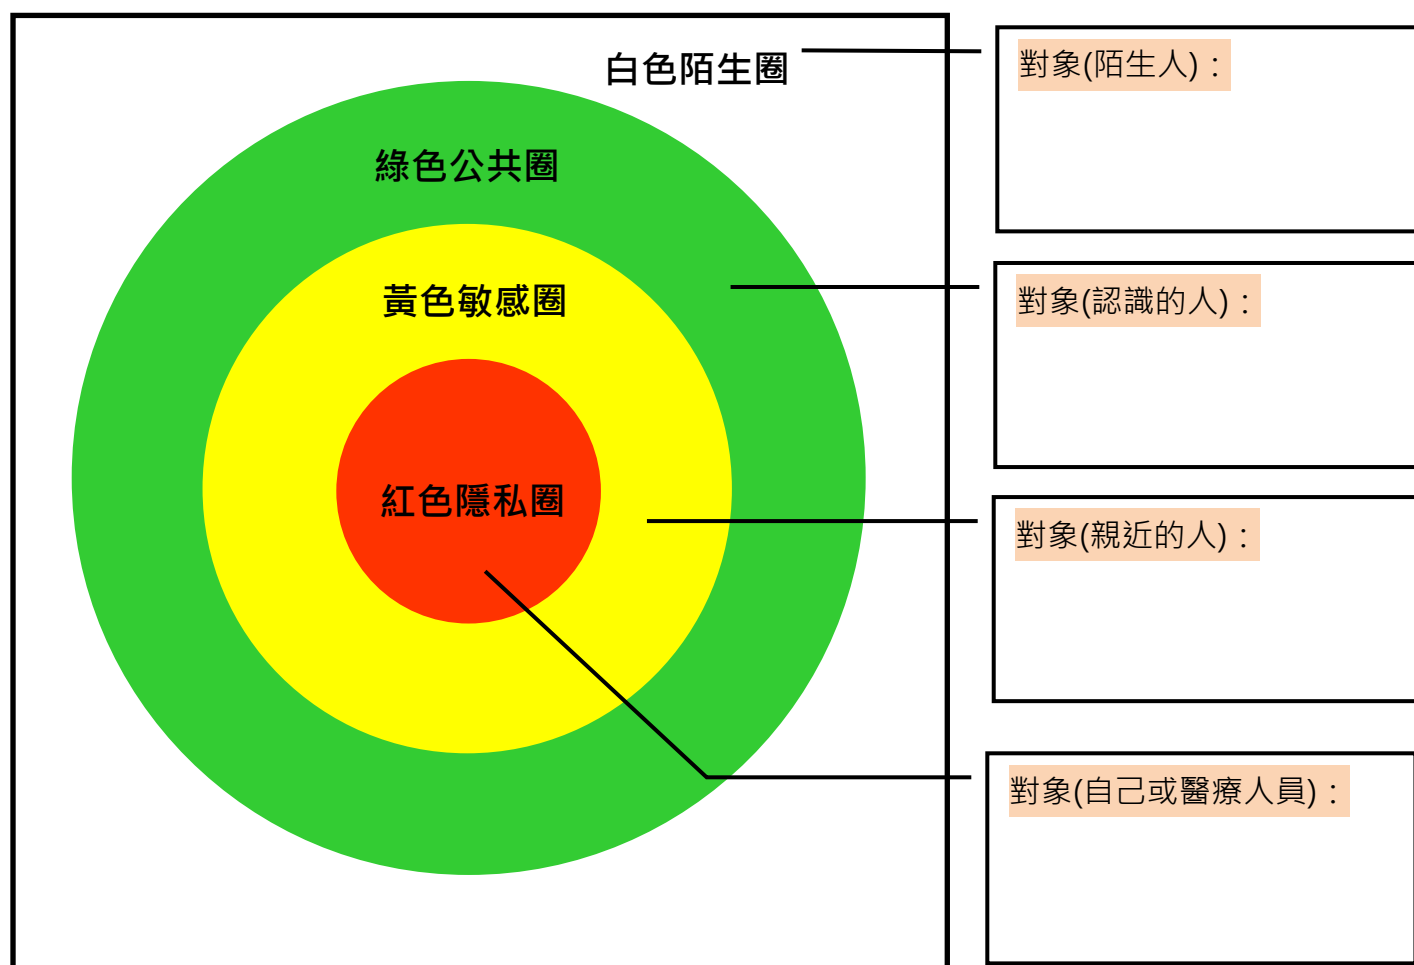 白色陌生圈
綠色公共圈
黃色敏感圈
紅色隱私圈
對象(陌生人)：
對象(認識的人)：
對象(親近的人)：
對象(自己或醫療人員)：